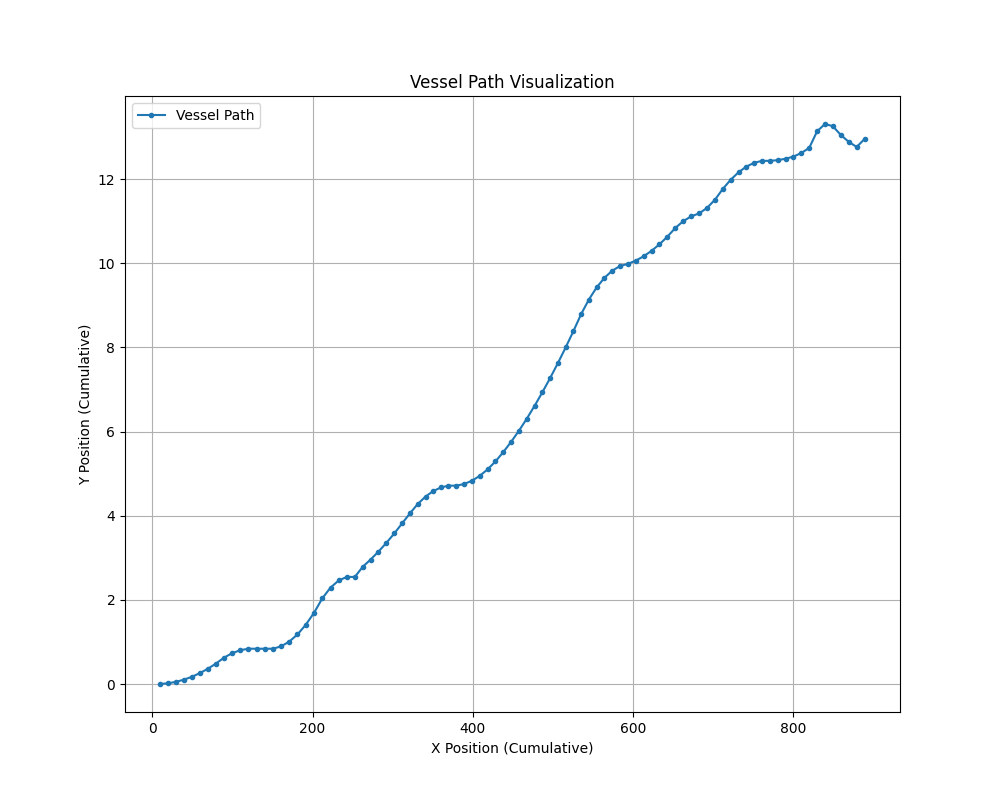 Vessel Path Visualization
Vessel Path
Y Position (Cumulative)
12
10
8
6
4
2
0
0 200 400 600 800
X Position (Cumulative)